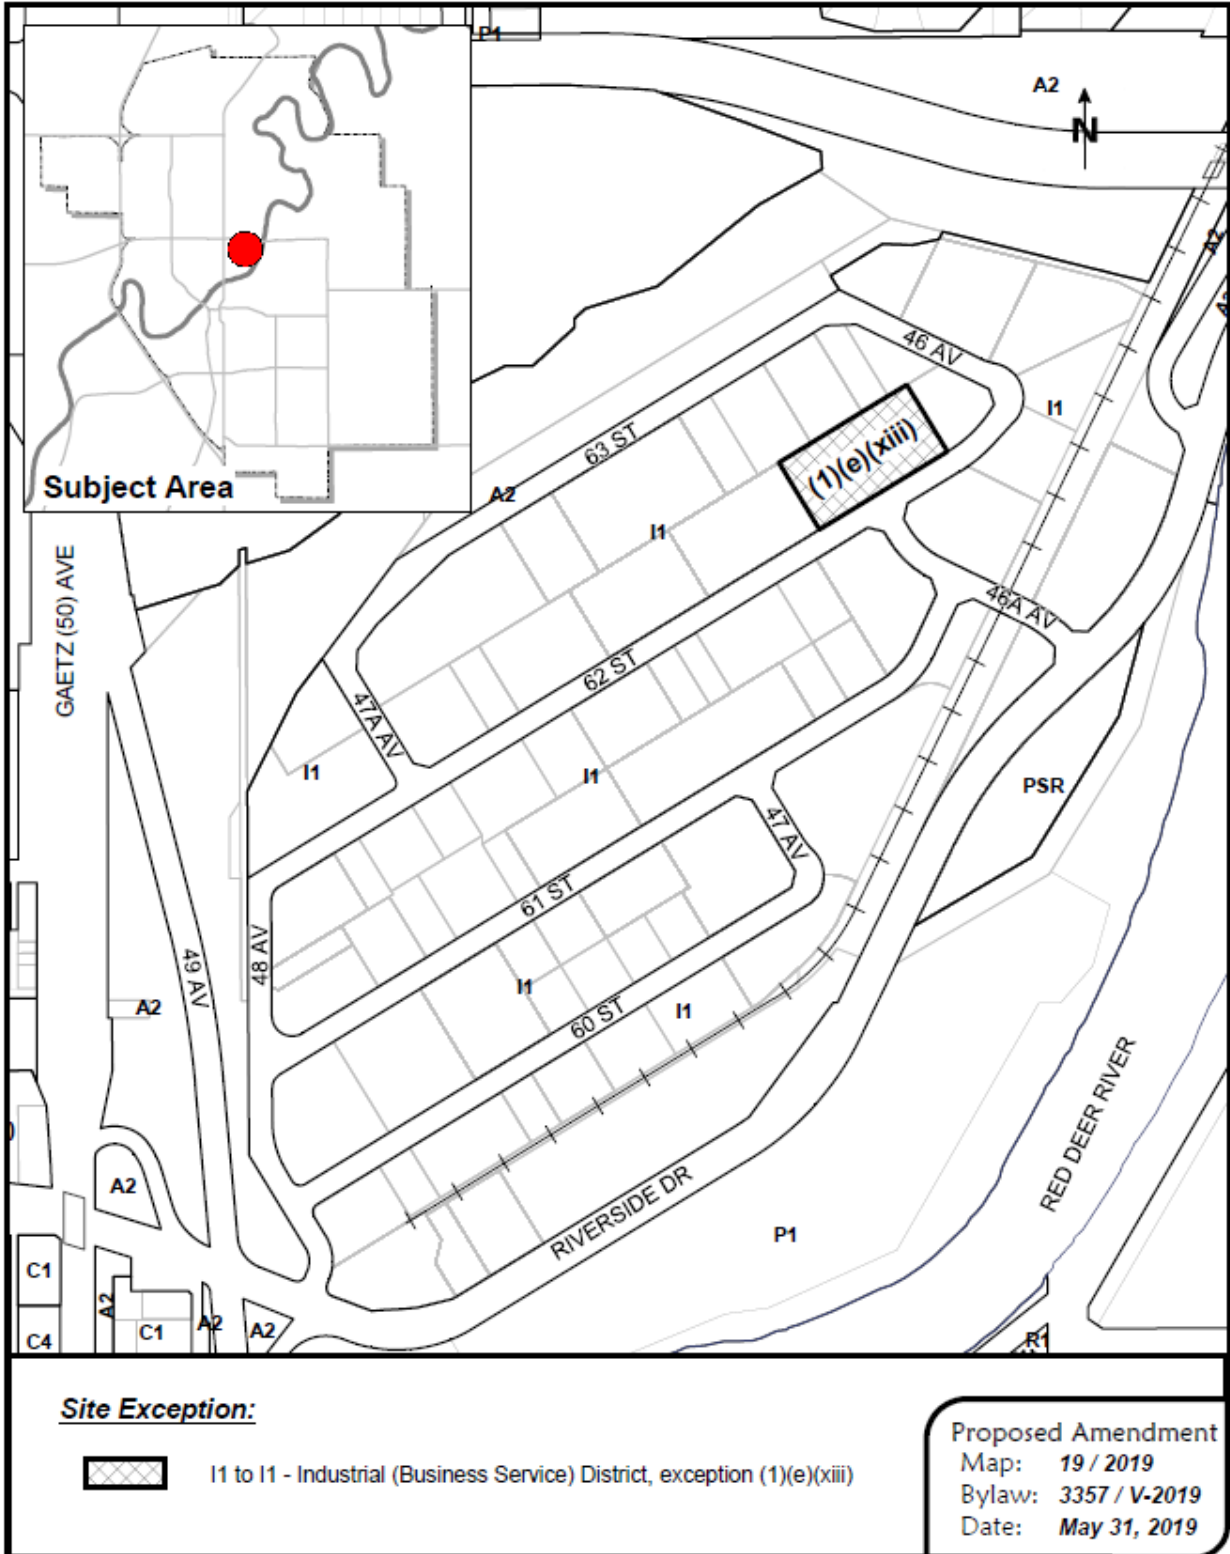 P1
A2
N
Subject Area
46 AV
I1
A2
63 ST
(1)(e)(xiii)
A2
I1
GAETZ (50) AVE
46A AV
62 ST
47A AV
I1
I1
PSR
47 AV
61 ST
48 AV
49 AV
A2
I1
60 ST
I1
RED DEER RIVER
RIVERSIDE DR
A2
P1
C1
A2
C1
A2
A2
C4
R1
Site Exception:
I1 to I1 - Industrial (Business Service) District, exception (1)(e)(xiii)
Proposed Amendment
Map: 19 / 2019
Bylaw: 3357 / V-2019
Date: May 31, 2019